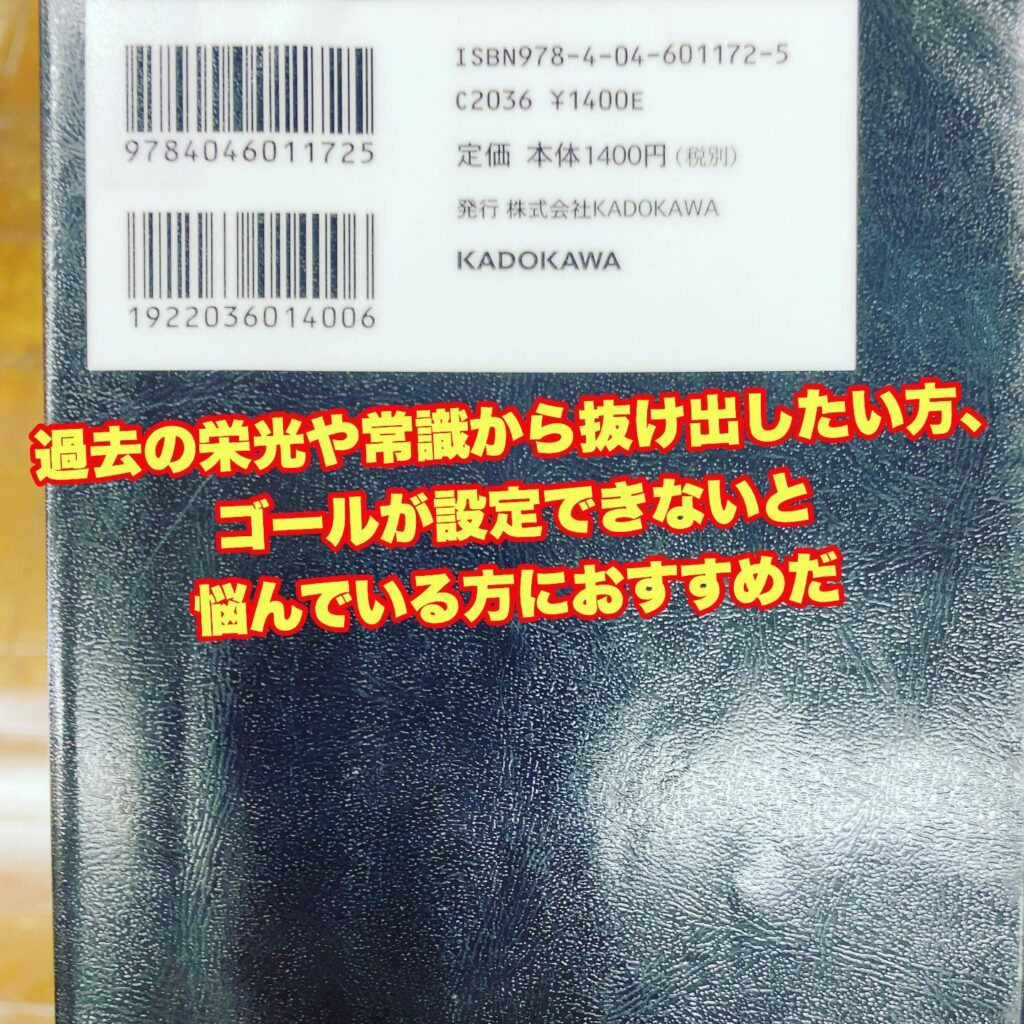 ISBN978-4-04-601172-5
C2036 ¥1400E
9784046011725
定価 本体1400円(税別)
発行 株式会社KADOKAWA
KADOKAWA
1922036014006
過去の栄光や常識から抜け出したい方、
ゴールが設定できないと
悩んでいる方におすすめだ